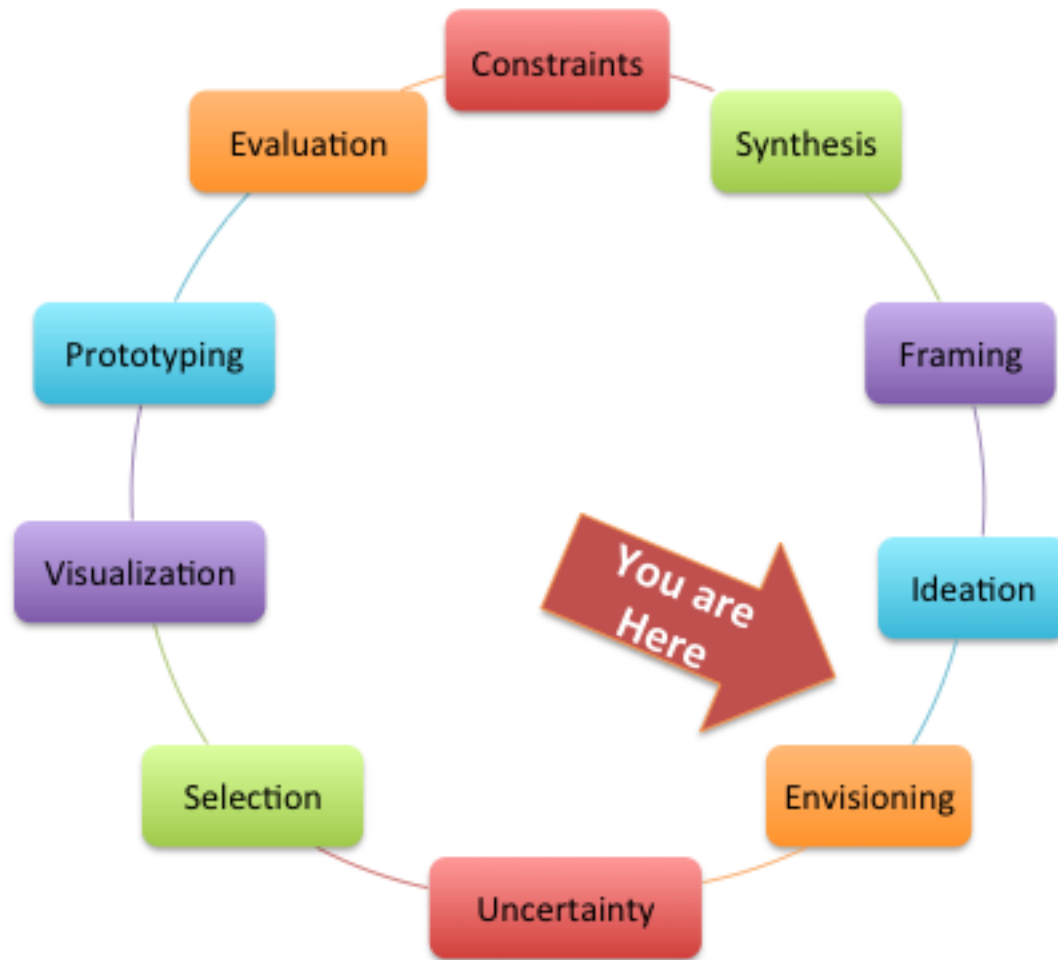 Constraints
Synthesis
Framing
Ideation
Envisioning
Uncertainty
Selection
Visualization
Prototyping
Evaluation
You are
Here